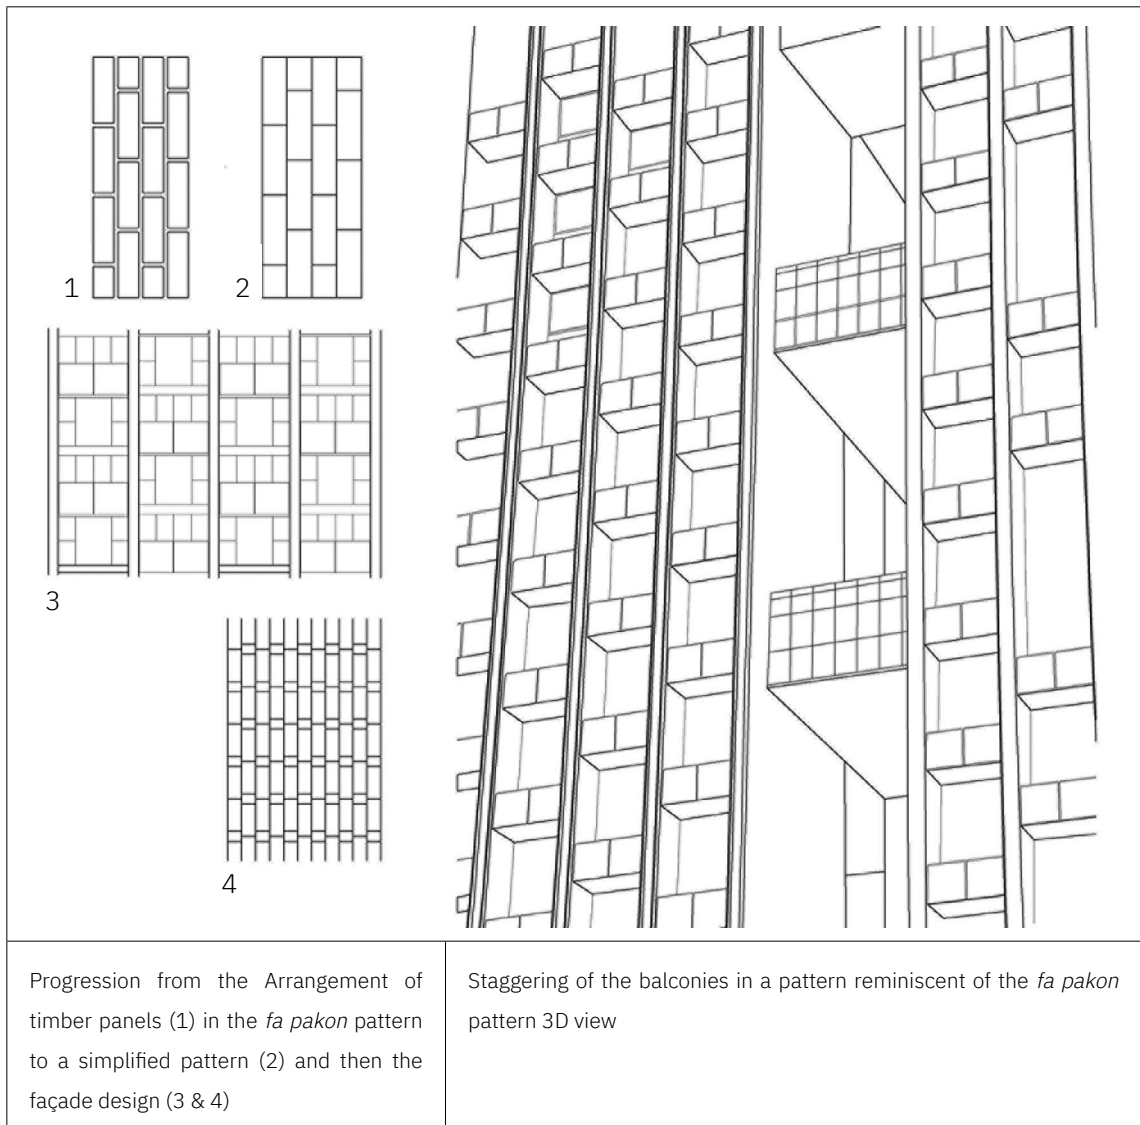 1
2
3
4
Progression from the Arrangement of
timber panels (1) in the fa pakon pattern
to a simplified pattern (2) and then the
façade design (3 & 4)
Staggering of the balconies in a pattern reminiscent of the fa pakon
pattern 3D view